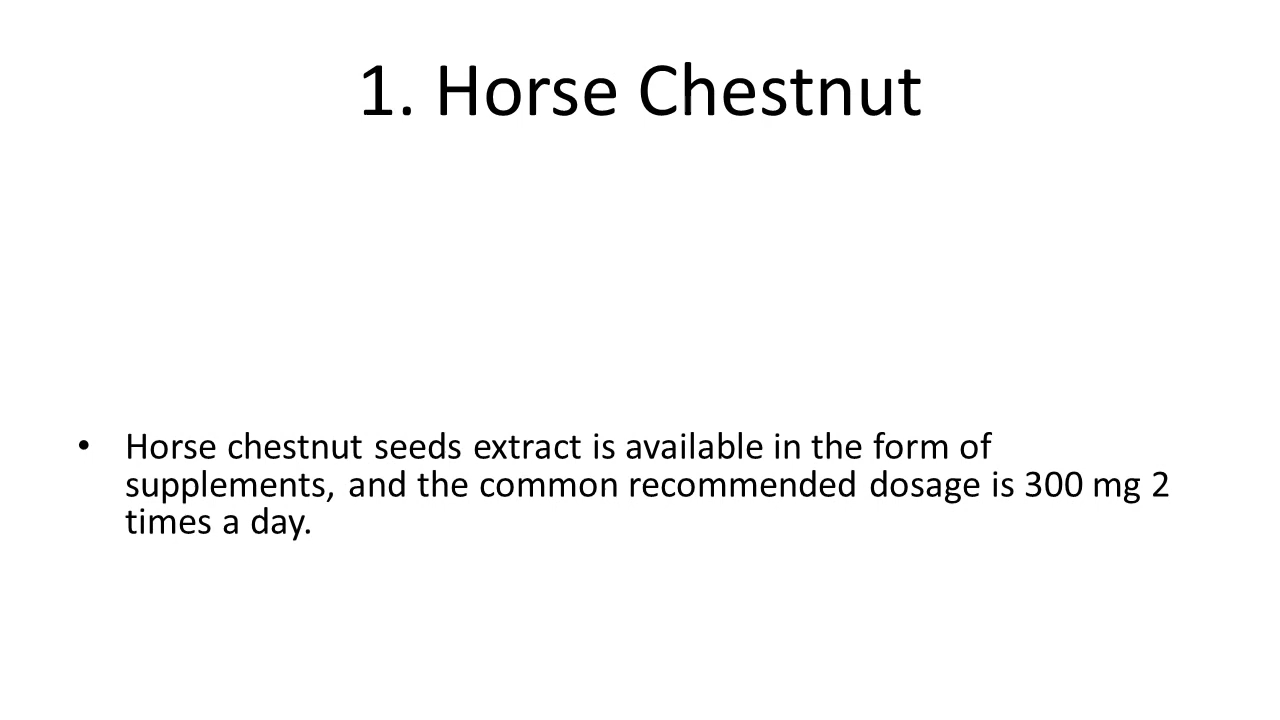 1. Horse Chestnut
• Horse chestnut seeds extract is available in the form of
supplements, and the common recommended dosage is 300 mg 2
times a day.